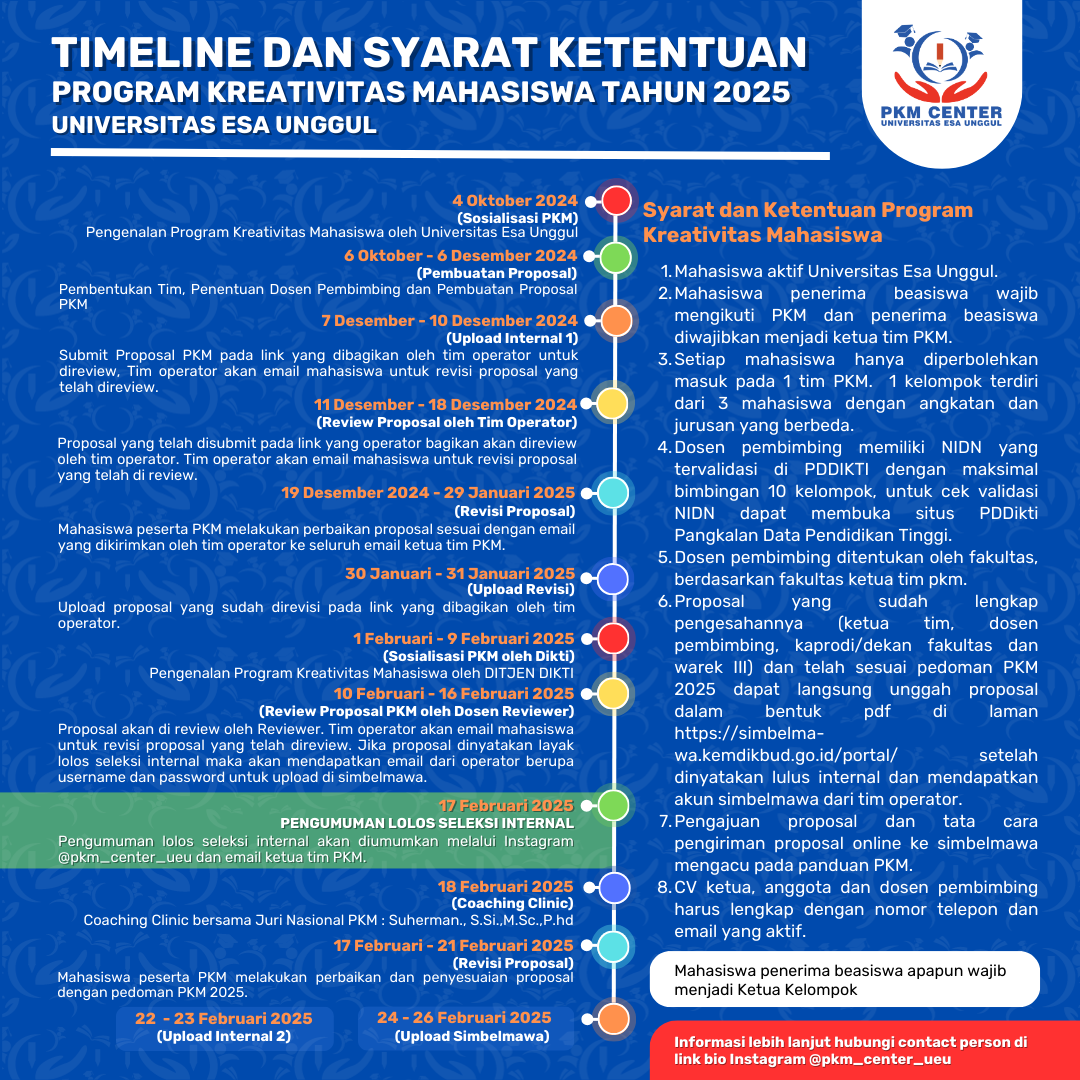 TIMELINE DAN SYARAT KETENTUAN
PROGRAM KREATIVITAS MAHASISWA TAHUN 2025
UNIVERSITAS ESA UNGGUL
PKM CENTER
UNIVERSITAS ESA UNGGUL
4 Oktober 2024
(Sosialisasi PKM)
Pengenalan Program Kreativitas Mahasiswa oleh Universitas Esa Unggul
6 Oktober - 6 Desember 2024
(Pembuatan Proposal)
Pembentukan Tim, Penentuan Dosen Pembimbing dan Pembuatan Proposal
PKM
7 Desember - 10 Desember 2024
(Upload Internal 1)
Submit Proposal PKM pada link yang dibagikan oleh tim operator untuk
direview, Tim operator akan email mahasiswa untuk revisi proposal yang
telah direview.
11 Desember - 18 Desember 2024
(Review Proposal oleh Tim Operator)
Proposal yang telah disubmit pada link yang operator bagikan akan direview
oleh tim operator. Tim operator akan email mahasiswa untuk revisi proposal
yang telah di review.
19 Desember 2024 - 29 Januari 2025
(Revisi Proposal)
Mahasiswa peserta PKM melakukan perbaikan proposal sesuai dengan email
yang dikirimkan oleh tim operator ke seluruh email ketua tim PKM.
30 Januari - 31 Januari 2025
(Upload Revisi)
Upload proposal yang sudah direvisi pada link yang dibagikan oleh tim
operator.
1 Februari - 9 Februari 2025
(Sosialisasi PKM oleh Dikti)
Pengenalan Program Kreativitas Mahasiswa oleh DITJEN DIKTI
10 Februari - 16 Februari 2025
(Review Proposal PKM oleh Dosen Reviewer)
Proposal akan di review oleh Reviewer. Tim operator akan email mahasiswa
untuk revisi proposal yang telah direview. Jika proposal dinyatakan layak
lolos seleksi internal maka akan mendapatkan email dari operator berupa
username dan password untuk upload di simbelmawa.
17 Februari 2025
PENGUMUMAN LOLOS SELEKSI INTERNAL
Pengumuman lolos seleksi internal akan diumumkan melalui Instagram
@pkm_center_ueu dan email ketua tim PKM.
18 Februari 2025
(Coaching Clinic)
Coaching Clinic bersama Juri Nasional PKM : Suherman., S.Si.,M.Sc.,P.hd
17 Februari - 21 Februari 2025
(Revisi Proposal)
Mahasiswa peserta PKM melakukan perbaikan dan penyesuaian proposal
dengan pedoman PKM 2025.
22 - 23 Februari 2025
(Upload Internal 2)
24 - 26 Februari 2025
(Upload Simbelmawa)
Syarat dan Ketentuan Program
Kreativitas Mahasiswa
1. Mahasiswa aktif Universitas Esa Unggul.
2. Mahasiswa penerima beasiswa wajib
mengikuti PKM dan penerima beasiswa
diwajibkan menjadi ketua tim PKM.
3. Setiap mahasiswa hanya diperbolehkan
masuk pada 1 tim PKM. 1 kelompok terdiri
dari 3 mahasiswa dengan angkatan dan
jurusan yang berbeda.
4. Dosen pembimbing memiliki NIDN yang
tervalidasi di PDDIKTI dengan maksimal
bimbingan 10 kelompok, untuk cek validasi
NIDN dapat membuka situs PDDikti
Pangkalan Data Pendidikan Tinggi.
5. Dosen pembimbing ditentukan oleh fakultas,
berdasarkan fakultas ketua tim pkm.
6. Proposal yang sudah lengkap
pengesahannya (ketua tim, dosen
pembimbing, kaprodi/dekan fakultas dan
warek III) dan telah sesuai pedoman PKM
2025 dapat langsung unggah proposal
dalam bentuk pdf di laman
https://simbelma-
wa.kemdikbud.go.id/portal/ setelah
dinyatakan lulus internal dan mendapatkan
akun simbelmawa dari tim operator.
7. Pengajuan proposal dan tata cara
pengiriman proposal online ke simbelmawa
mengacu pada panduan PKM.
8. CV ketua, anggota dan dosen pembimbing
harus lengkap dengan nomor telepon dan
email yang aktif.
Mahasiswa penerima beasiswa apapun wajib
menjadi Ketua Kelompok
Informasi lebih lanjut hubungi contact person di
link bio Instagram @pkm_center_ueu